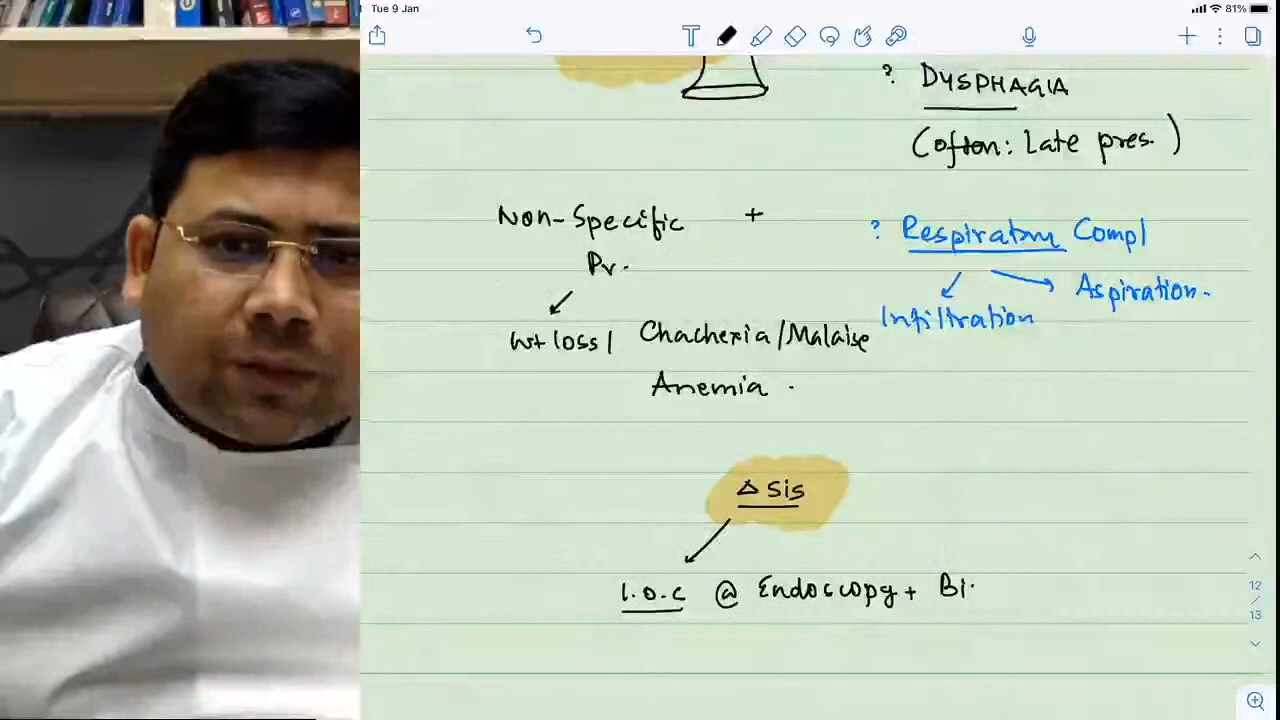 Tue 9 Jan
81%
? DYSPHAGIA
(often: Late pres.)
Non-Specific +
Pr.
? Respiratory Compl
Infiltration
Aspiration.
Wt loss/ Chachexia/Malaise
Anemia.
Δ sis
I.O.C @ Endoscopy + Bi.
12
13